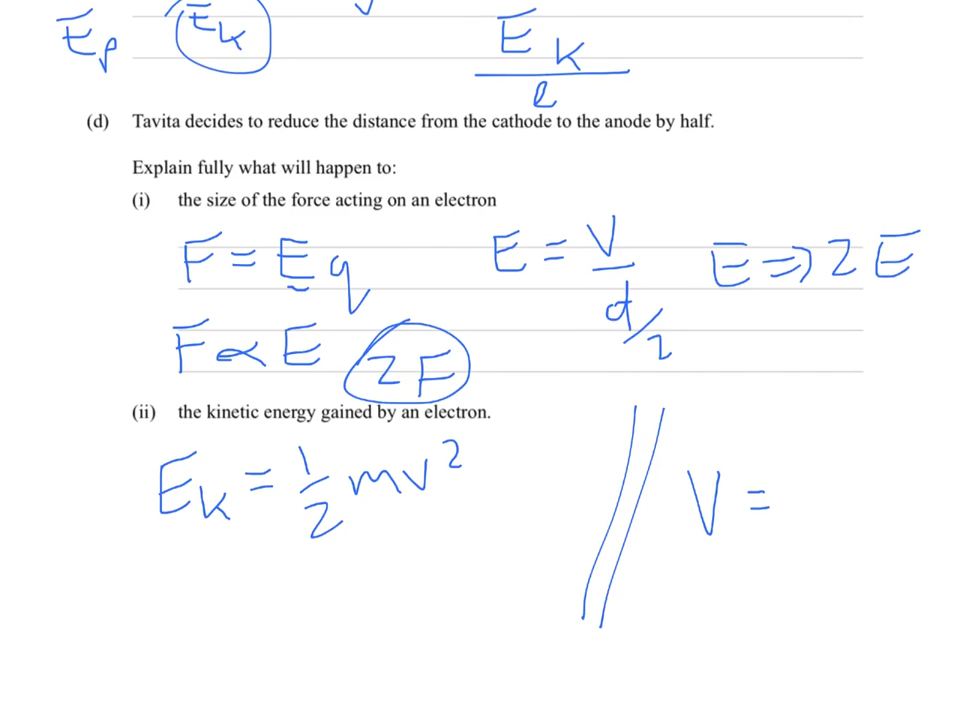 Ep Ek
Ek
e
(d) Tavita decides to reduce the distance from the cathode to the anode by half.
Explain fully what will happen to:
(i) the size of the force acting on an electron
F = Eq E = V / d/2 E ⇒ 2E
F ∝ E 2F
(ii) the kinetic energy gained by an electron.
Ek = 1/2 mv² V =